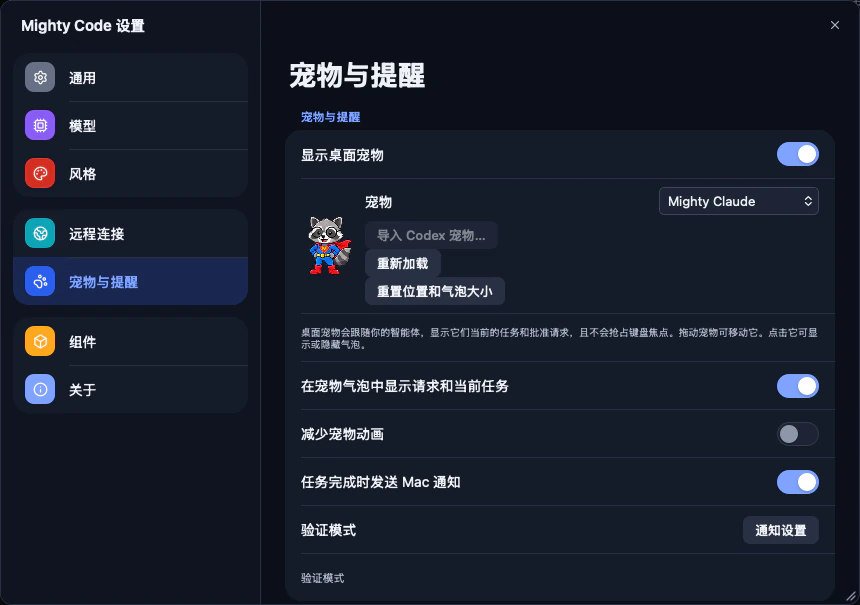 Mighty Code 设置
通用
模型
风格
远程连接
宠物与提醒
组件
关于
宠物与提醒
宠物与提醒
显示桌面宠物
宠物
Mighty Claude
导入 Codex 宠物...
重新加载
重置位置和气泡大小
桌面宠物会跟随你的智能体，显示它们当前的任务和批准请求，且不会抢占键盘焦点。拖动宠物可移动它。点击它可显
示或隐藏气泡。
在宠物气泡中显示请求和当前任务
减少宠物动画
任务完成时发送 Mac 通知
验证模式
通知设置
验证模式